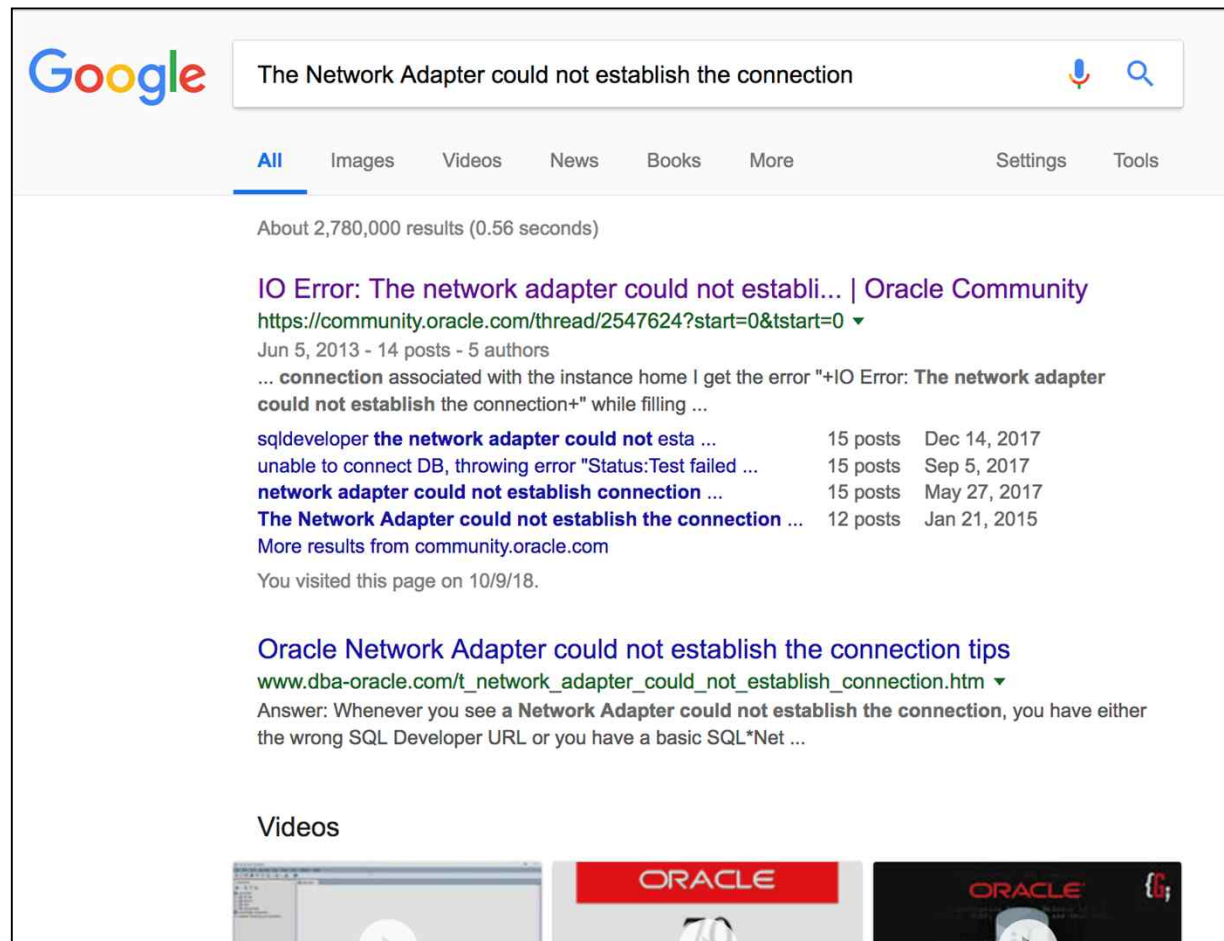 Google
The Network Adapter could not establish the connection
All Images Videos News Books More Settings Tools
About 2,780,000 results (0.56 seconds)
IO Error: The network adapter could not establi... | Oracle Community
https://community.oracle.com/thread/2547624?start=0&tstart=0
Jun 5, 2013 - 14 posts - 5 authors
... connection associated with the instance home I get the error "+IO Error: The network adapter
could not establish the connection+" while filling ...
sqldeveloper the network adapter could not esta ... 15 posts Dec 14, 2017
unable to connect DB, throwing error "Status:Test failed ... 15 posts Sep 5, 2017
network adapter could not establish connection ... 15 posts May 27, 2017
The Network Adapter could not establish the connection ... 12 posts Jan 21, 2015
More results from community.oracle.com
You visited this page on 10/9/18.
Oracle Network Adapter could not establish the connection tips
www.dba-oracle.com/t_network_adapter_could_not_establish_connection.htm
Answer: Whenever you see a Network Adapter could not establish the connection, you have either
the wrong SQL Developer URL or you have a basic SQL*Net ...
Videos
ORACLE
ORACLE {G;